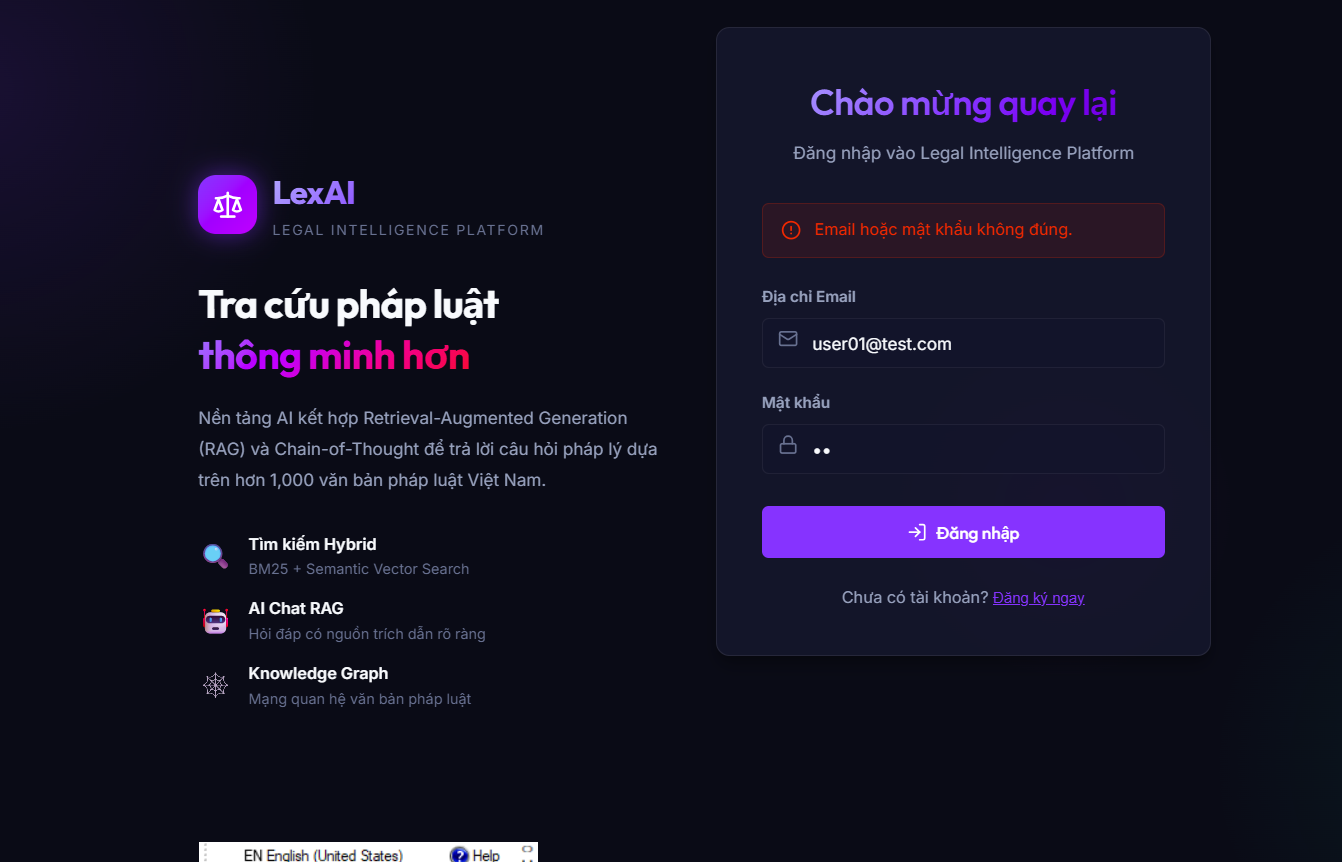 LexAI
LEGAL INTELLIGENCE PLATFORM
Tra cứu pháp luật
thông minh hơn
Nền tảng AI kết hợp Retrieval-Augmented Generation
(RAG) và Chain-of-Thought để trả lời câu hỏi pháp lý dựa
trên hơn 1,000 văn bản pháp luật Việt Nam.
Tìm kiếm Hybrid
BM25 + Semantic Vector Search
AI Chat RAG
Hỏi đáp có nguồn trích dẫn rõ ràng
Knowledge Graph
Mạng quan hệ văn bản pháp luật
Chào mừng quay lại
Đăng nhập vào Legal Intelligence Platform
Email hoặc mật khẩu không đúng.
Địa chỉ Email
user01@test.com
Mật khẩu
••
Đăng nhập
Chưa có tài khoản? Đăng ký ngay
EN English (United States) Help